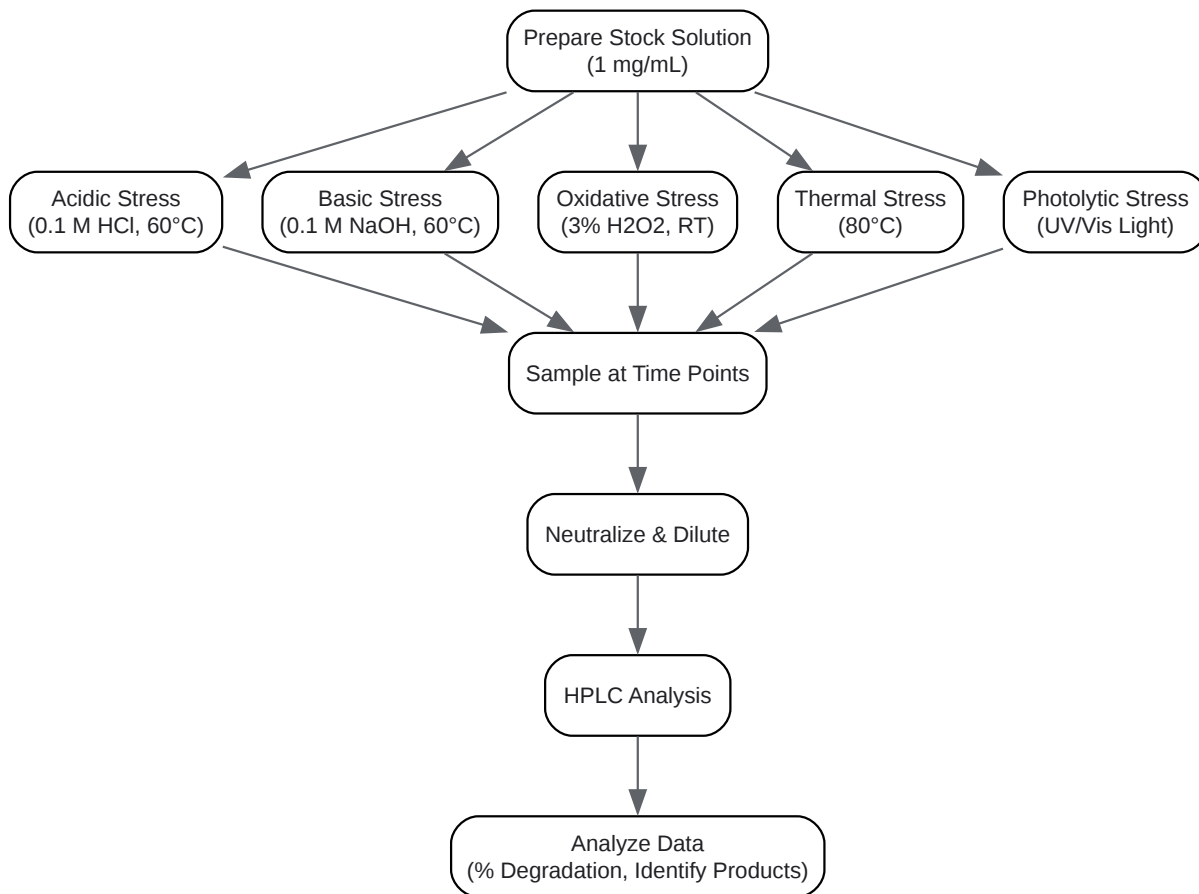 Prepare Stock Solution
(1 mg/mL)
Acidic Stress
(0.1 M HCl, 60°C)
Basic Stress
(0.1 M NaOH, 60°C)
Oxidative Stress
(3% H2O2, RT)
Thermal Stress
(80°C)
Photolytic Stress
(UV/Vis Light)
Sample at Time Points
Neutralize & Dilute
HPLC Analysis
Analyze Data
(% Degradation, Identify Products)